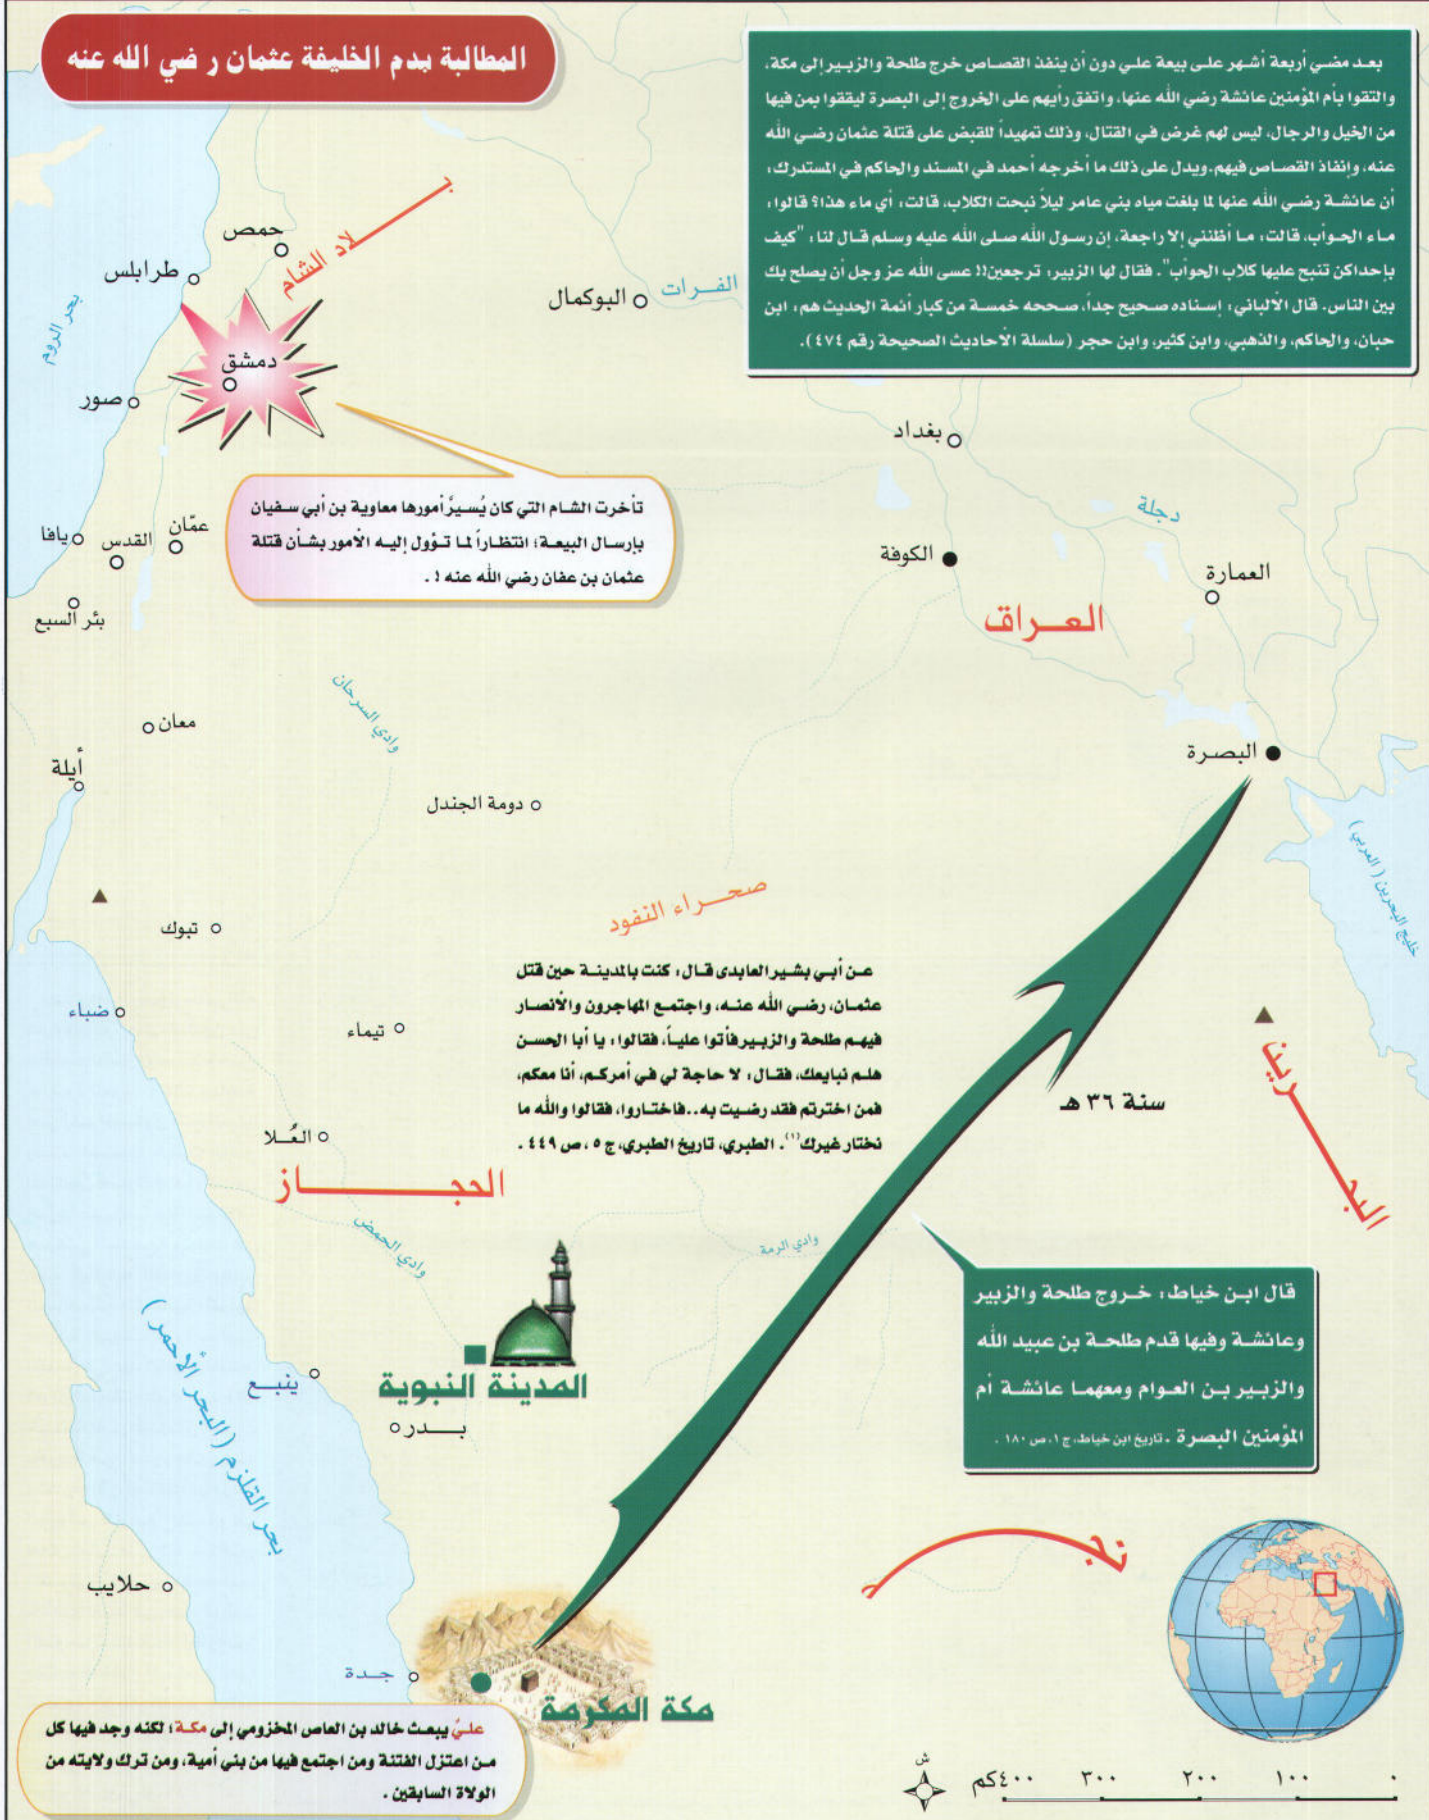 المطالبة بدم الخليفة عثمان ر ضي الله عنه
بعد مضي أربعة أشهر على بيعة علي دون أن ينفذ القصاص خرج طلحة والزبير إلى مكة،
والتقوا بأم المؤمنين عائشة رضي الله عنها، واتفق رأيهم على الخروج إلى البصرة ليقفوا بمن فيها
من الخيل والرجال، ليس لهم غرض في القتال، وذلك تمهيداً للقبض على قتلة عثمان رضي الله
عنه، وإنفاذ القصاص فيهم. ويدل على ذلك ما أخرجه أحمد في المسند والحاكم في المستدرك:
أن عائشة رضي الله عنها لما بلغت مياه بني عامر ليلاً نبحت الكلاب، قالت: أي ماء هذا؟ قالوا:
ماء الحوأب، قالت: ما أظنني إلا راجعة، إن رسول الله صلى الله عليه وسلم قال لنا: "كيف
بإحداكن تنبح عليها كلاب الحوأب". فقال لها الزبير: ترجعين!! عسى الله عز وجل أن يصلح بك
بين الناس. قال الألباني: إسناده صحيح جداً، صححه خمسة من كبار أئمة الحديث هم: ابن
حبان، والحاكم، والذهبي، وابن كثير، وابن حجر (سلسلة الأحاديث الصحيحة رقم ٤٧٤).
بـلاد الشام
حمص
طرابلس
البوكمال
الفرات
بحر الروم
دمشق
صور
بغداد
تأخرت الشام التي كان يُسيرَّ أمورها معاوية بن أبي سفيان
بإرسال البيعة؛ انتظاراً لما تؤول إليه الأمور بشأن قتلة
عثمان بن عفان رضي الله عنه ! .
دجلة
عمّان
القدس
يافا
الكوفة
العمارة
بئر السبع
العـراق
وادي السرحان
معان
البصرة
أيلة
دومة الجندل
خليج البحرين (العربي)
صحراء النفود
تبوك
عن أبي بشير العابدى قال: كنت بالمدينة حين قتل
عثمان، رضي الله عنه، واجتمع المهاجرون والأنصار
فيهم طلحة والزبير فأتوا علياً، فقالوا: يا أبا الحسن
هلم نبايعك، فقال: لا حاجة لي في أمركم، أنا معكم،
فمن اخترتم فقد رضيت به.. فاختاروا، فقالوا والله ما
نختار غيرك(١). الطبري، تاريخ الطبري، ج ٥ ، ص ٤٤٩ .
ضباء
تيماء
البحـرين
سنة ٣٦ هـ
العُلا
الحجـــاز
وادي الحمض
وادي الرمة
قال ابن خياط: خروج طلحة والزبير
وعائشة وفيها قدم طلحة بن عبيد الله
والزبير بن العوام ومعهما عائشة أم
المؤمنين البصرة . تاريخ ابن خياط، ج ١، ص ١٨٠ .
بحر القلزم (البحر الأحمر)
ينبـع
المدينة النبوية
بـدر
نجـد
حلايب
جـدة
مكة المكرمة
عليٌ يبعث خالد بن العاص المخزومي إلى مكة؛ لكنه وجد فيها كل
من اعتزل الفتنة ومن اجتمع فيها من بني أمية، ومن ترك ولايته من
الولاة السابقين .
ش
٠ ١٠٠ ٢٠٠ ٣٠٠ ٤٠٠كم